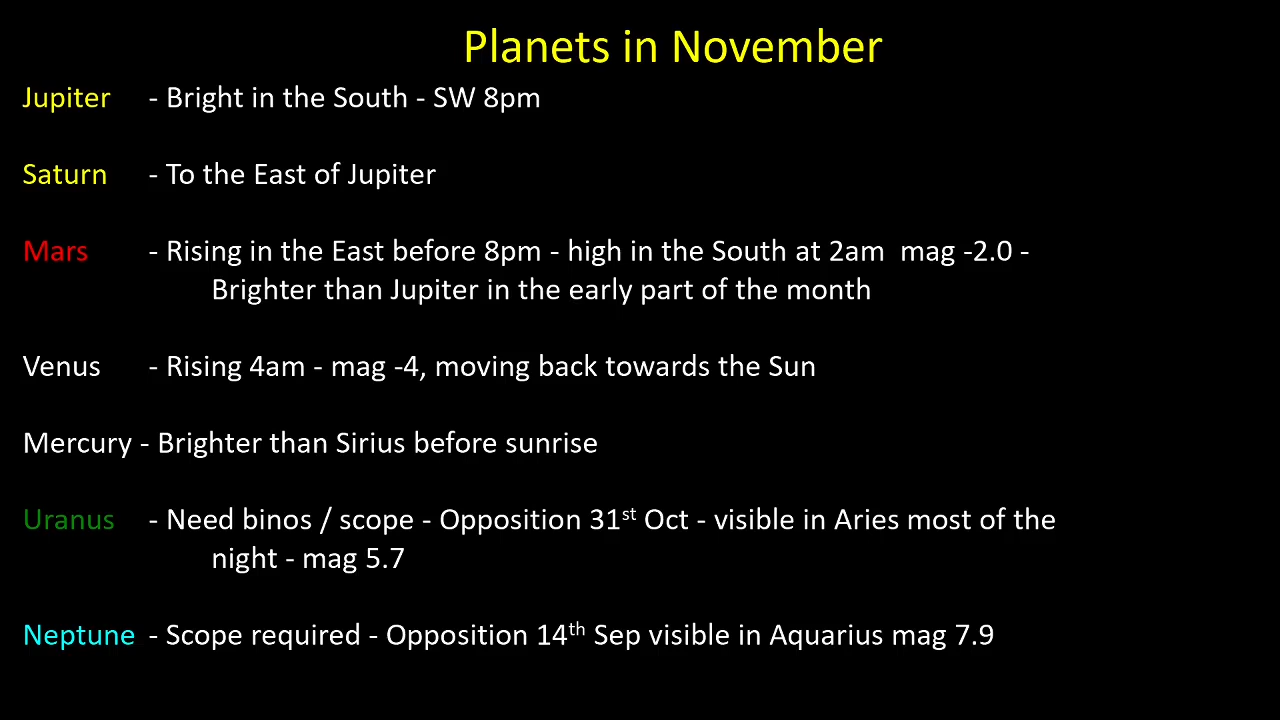 Planets in November
Jupiter - Bright in the South - SW 8pm
Saturn - To the East of Jupiter
Mars - Rising in the East before 8pm - high in the South at 2am  mag -2.0 -
Brighter than Jupiter in the early part of the month
Venus - Rising 4am - mag -4, moving back towards the Sun
Mercury - Brighter than Sirius before sunrise
Uranus - Need binos / scope - Opposition 31st Oct - visible in Aries most of the
night - mag 5.7
Neptune - Scope required - Opposition 14th Sep visible in Aquarius mag 7.9